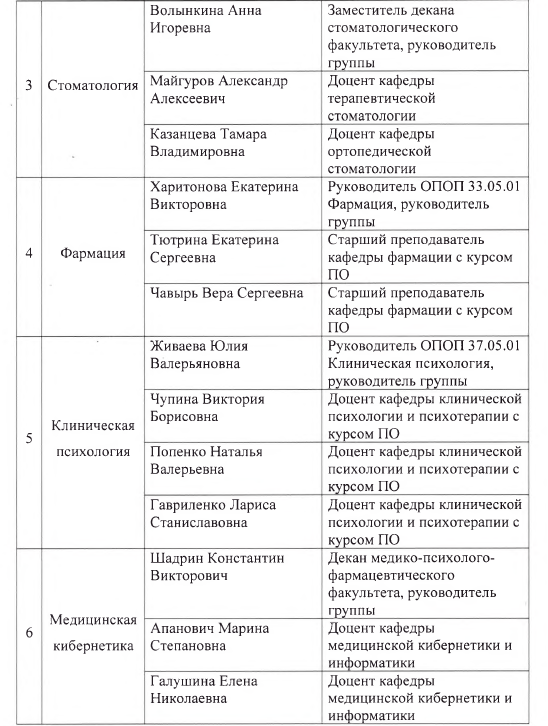 3
Стоматология
Волынкина Анна
Игоревна
Заместитель декана
стоматологического
факультета, руководитель
группы
Майгуров Александр
Алексеевич
Доцент кафедры
терапевтической
стоматологии
Казанцева Тамара
Владимировна
Доцент кафедры
ортопедической
стоматологии
4
Фармация
Харитонова Екатерина
Викторовна
Руководитель ОПОП 33.05.01
Фармация, руководитель
группы
Тютрина Екатерина
Сергеевна
Старший преподаватель
кафедры фармации с курсом
ПО
Чавырь Вера Сергеевна
Старший преподаватель
кафедры фармации с курсом
ПО
5
Клиническая
психология
Живаева Юлия
Валерьяновна
Руководитель ОПОП 37.05.01
Клиническая психология,
руководитель группы
Чупина Виктория
Борисовна
Доцент кафедры клинической
психологии и психотерапии с
курсом ПО
Попенко Наталья
Валерьевна
Доцент кафедры клинической
психологии и психотерапии с
курсом ПО
Гавриленко Лариса
Станиславовна
Доцент кафедры клинической
психологии и психотерапии с
курсом ПО
6
Медицинская
кибернетика
Шадрин Константин
Викторович
Декан медико-психолого-
фармацевтического
факультета, руководитель
группы
Апанович Марина
Степановна
Доцент кафедры
медицинской кибернетики и
информатики
Галушина Елена
Николаевна
Доцент кафедры
медицинской кибернетики и
информатики